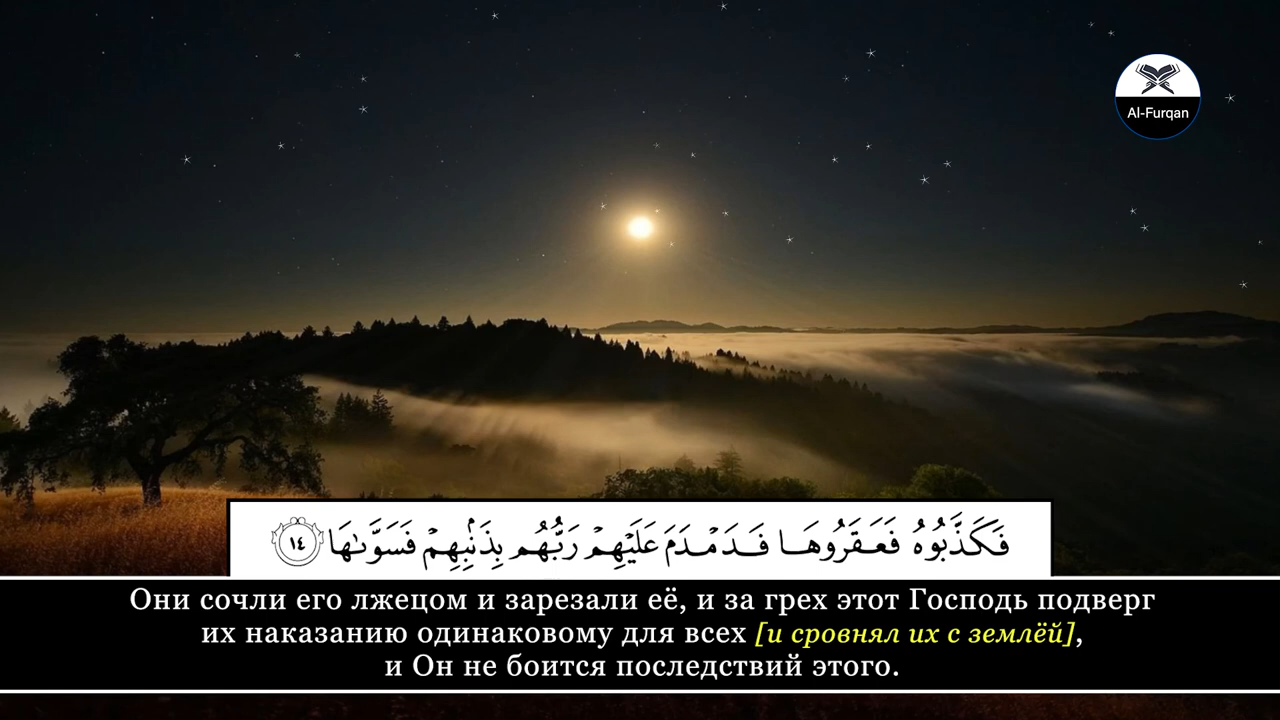 Al-Furqan
فَكَذَّبُوهُ فَعَقَرُوهَا فَدَمْدَمَ عَلَيْهِمْ رَبُّهُم بِذَنۢبِهِمْ فَسَوَّىٰهَا ١٤
Они сочли его лжецом и зарезали её, и за грех этот Господь подверг
их наказанию одинаковому для всех [и сровнял их с землёй],
и Он не боится последствий этого.